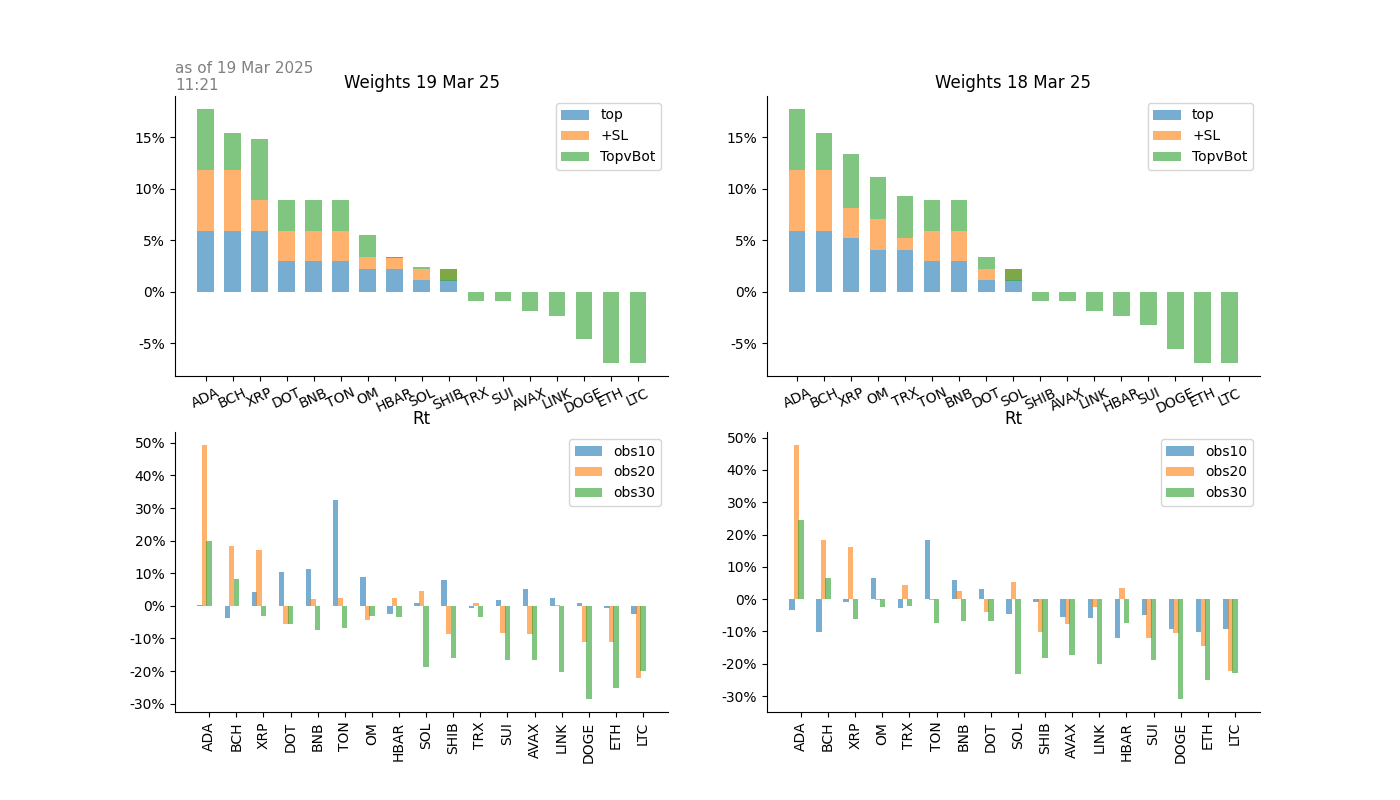 as of 19 Mar 2025
11:21
Weights 19 Mar 25
top
+SL
TopvBot
15%
10%
5%
0%
-5%
ADA BCH XRP DOT BNB TON OM HBAR SOL SHIB TRX SUI AVAX LINK DOGE ETH LTC
Weights 18 Mar 25
top
+SL
TopvBot
15%
10%
5%
0%
-5%
ADA BCH XRP OM TRX TON BNB DOT SOL SHIB AVAX LINK HBAR SUI DOGE ETH LTC
Rt
obs10
obs20
obs30
50%
40%
30%
20%
10%
0%
-10%
-20%
-30%
ADA BCH XRP DOT BNB TON OM HBAR SOL SHIB TRX SUI AVAX LINK DOGE ETH LTC
Rt
obs10
obs20
obs30
50%
40%
30%
20%
10%
0%
-10%
-20%
-30%
ADA BCH XRP OM TRX TON BNB DOT SOL SHIB AVAX LINK HBAR SUI DOGE ETH LTC